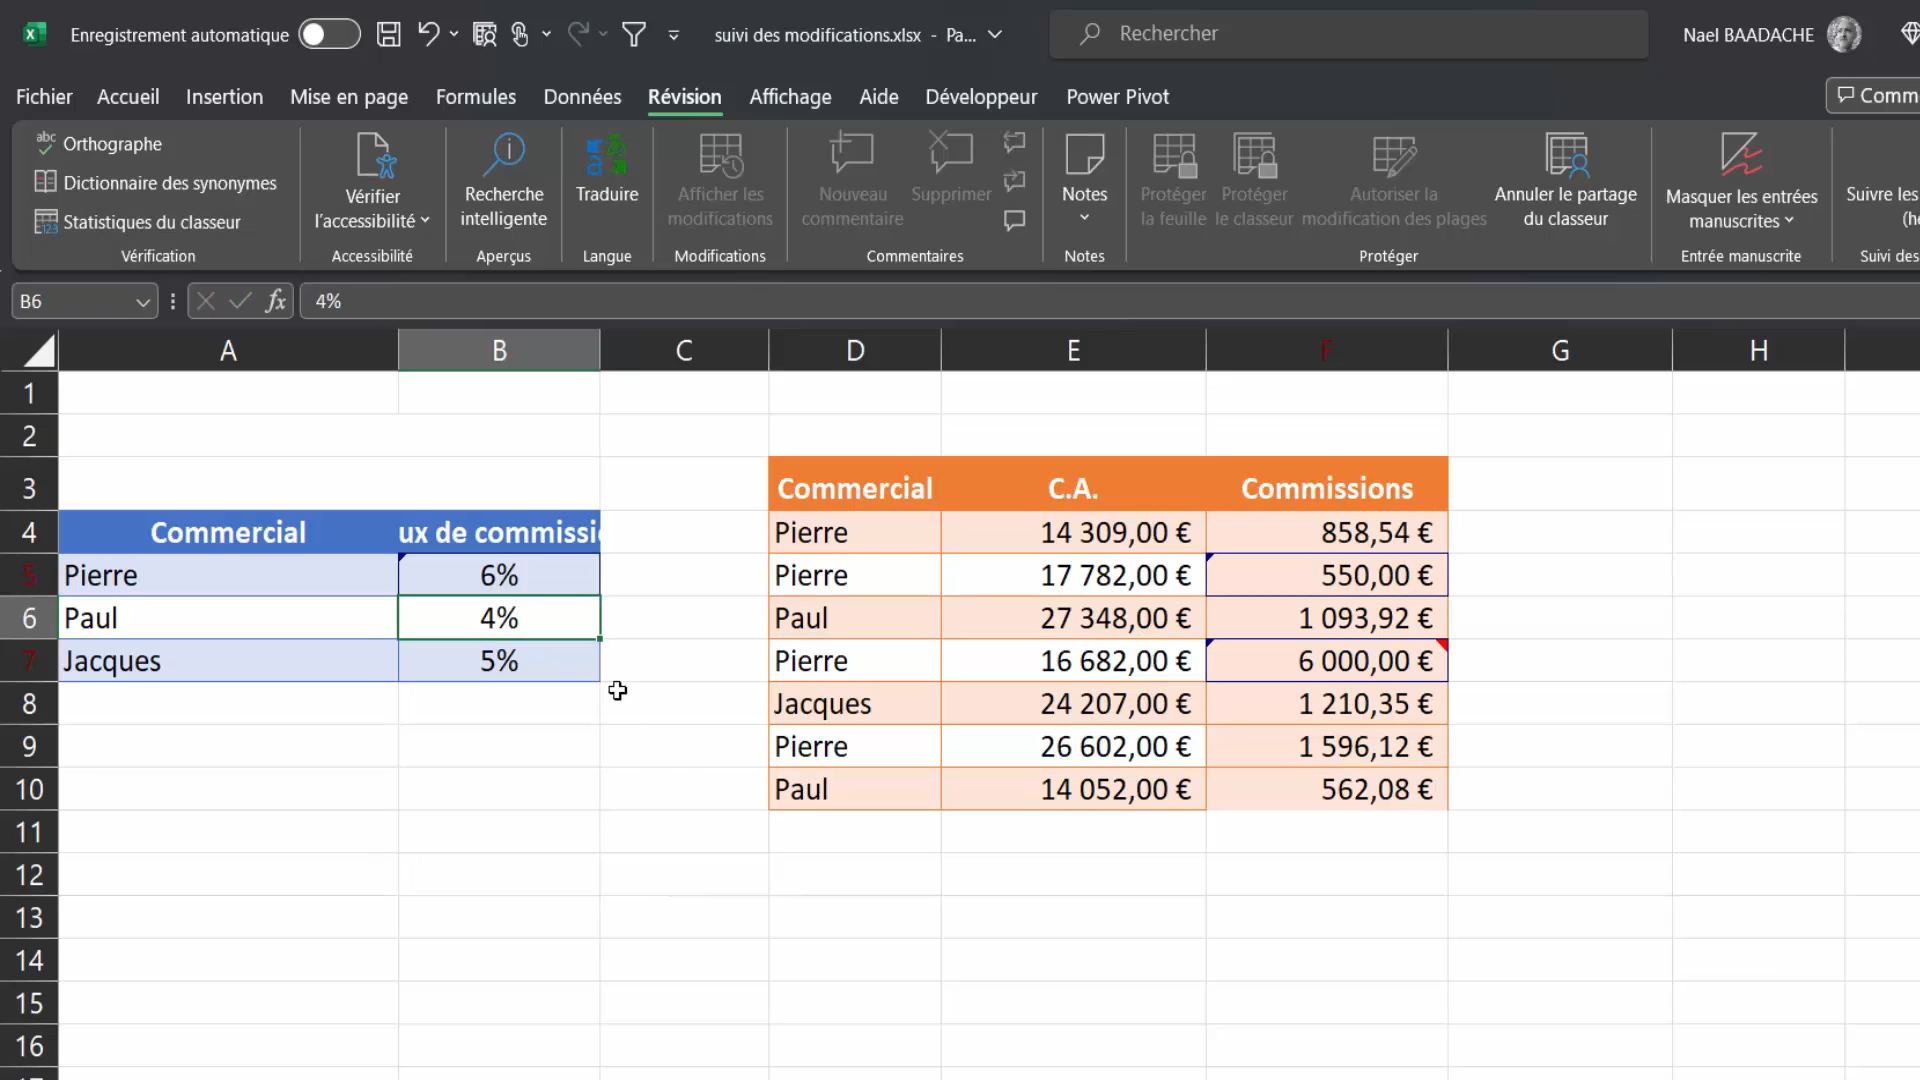 Enregistrement automatique
suivi des modifications.xlsx - Pa...
Rechercher
Nael BAADACHE
Fichier Accueil Insertion Mise en page Formules Données Révision Affichage Aide Développeur Power Pivot
Comm
abc Orthographe
Dictionnaire des synonymes
123 Statistiques du classeur
Vérification
Vérifier
l'accessibilité
Accessibilité
Recherche
intelligente
Aperçus
Traduire
Langue
Afficher les
modifications
Modifications
Nouveau
commentaire
Supprimer
Commentaires
Notes
Notes
Protéger
la feuille
Protéger
le classeur
Autoriser la
modification des plages
Annuler le partage
du classeur
Protéger
Masquer les entrées
manuscrites
Entrée manuscrite
Suivre les
(he
Suivi des
B6 fx 4%
A B C D E F G H
1
2
3 Commercial C.A. Commissions
4 Commercial ux de commissi Pierre 14 309,00 € 858,54 €
5 Pierre 6% Pierre 17 782,00 € 550,00 €
6 Paul 4% Paul 27 348,00 € 1 093,92 €
7 Jacques 5% Pierre 16 682,00 € 6 000,00 €
8 Jacques 24 207,00 € 1 210,35 €
9 Pierre 26 602,00 € 1 596,12 €
10 Paul 14 052,00 € 562,08 €
11
12
13
14
15
16